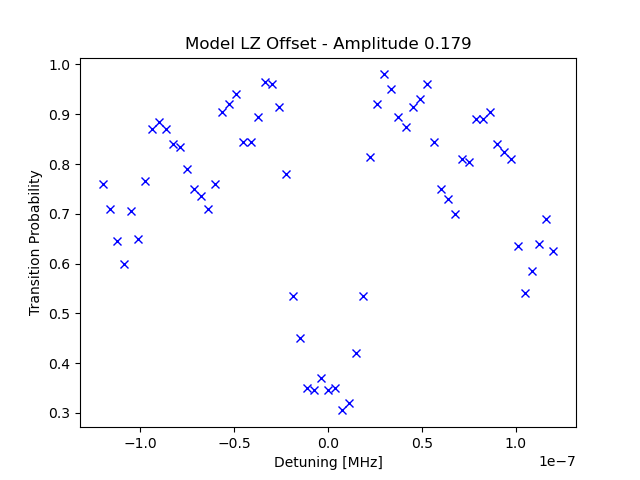 Model LZ Offset - Amplitude 0.179
1.0
0.9
0.8
0.7
0.6
0.5
0.4
0.3
Transition Probability
−1.0 −0.5 0.0 0.5 1.0
1e−7
Detuning [MHz]